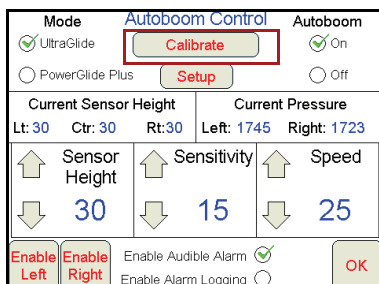 Mode Autoboom Control Autoboom
UltraGlide Calibrate On
PowerGlide Plus Setup Off
Current Sensor Height Current Pressure
Lt: 30 Ctr: 30 Rt:30 Left: 1745 Right: 1723
Sensor Height Sensitivity Speed
30 15 25
Enable Left Enable Right Enable Audible Alarm OK
Enable Alarm Logging